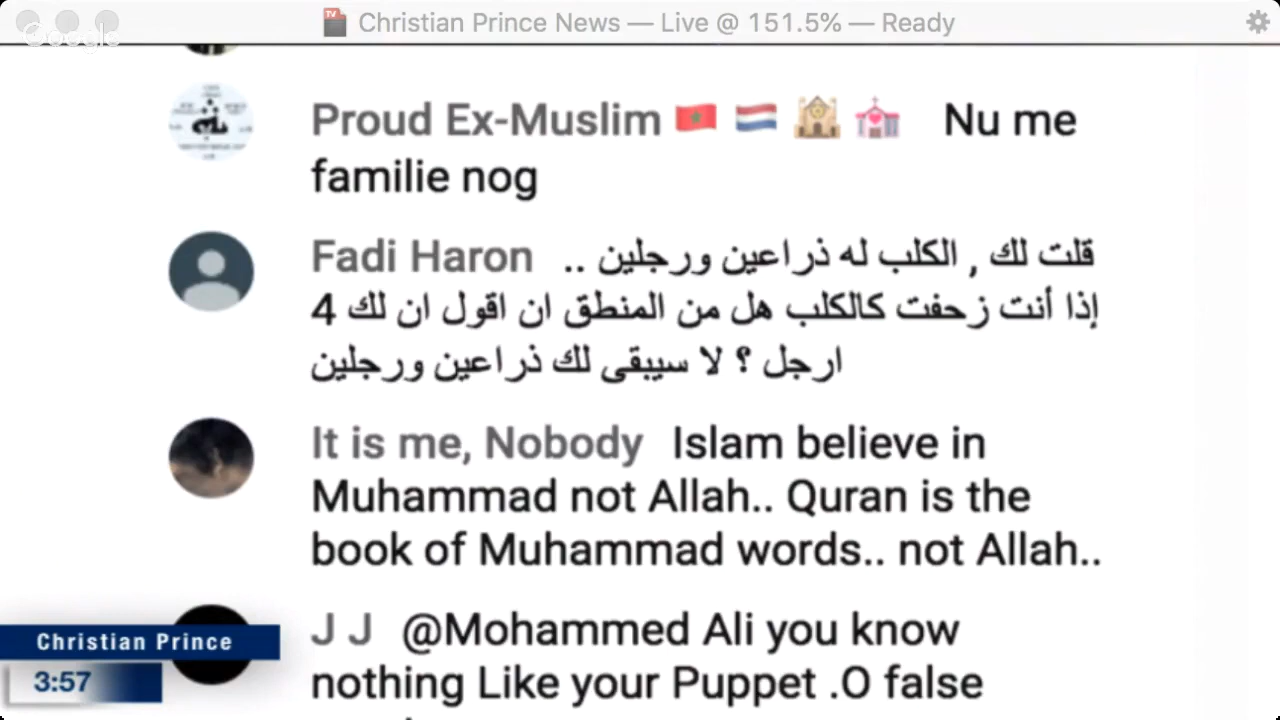 Christian Prince News — Live @ 151.5% — Ready
Google
Proud Ex-Muslim 🇲🇦 🇳🇱 🕍 💒 Nu me
familie nog
Fadi Haron قلت لك , الكلب له ذراعين ورجلين ..
إذا أنت زحفت كالكلب هل من المنطق ان اقول ان لك 4
ارجل ؟ لا سيبقى لك ذراعين ورجلين
It is me, Nobody Islam believe in
Muhammad not Allah.. Quran is the
book of Muhammad words.. not Allah..
J J @Mohammed Ali you know
nothing Like your Puppet .O false
Christian Prince
3:57